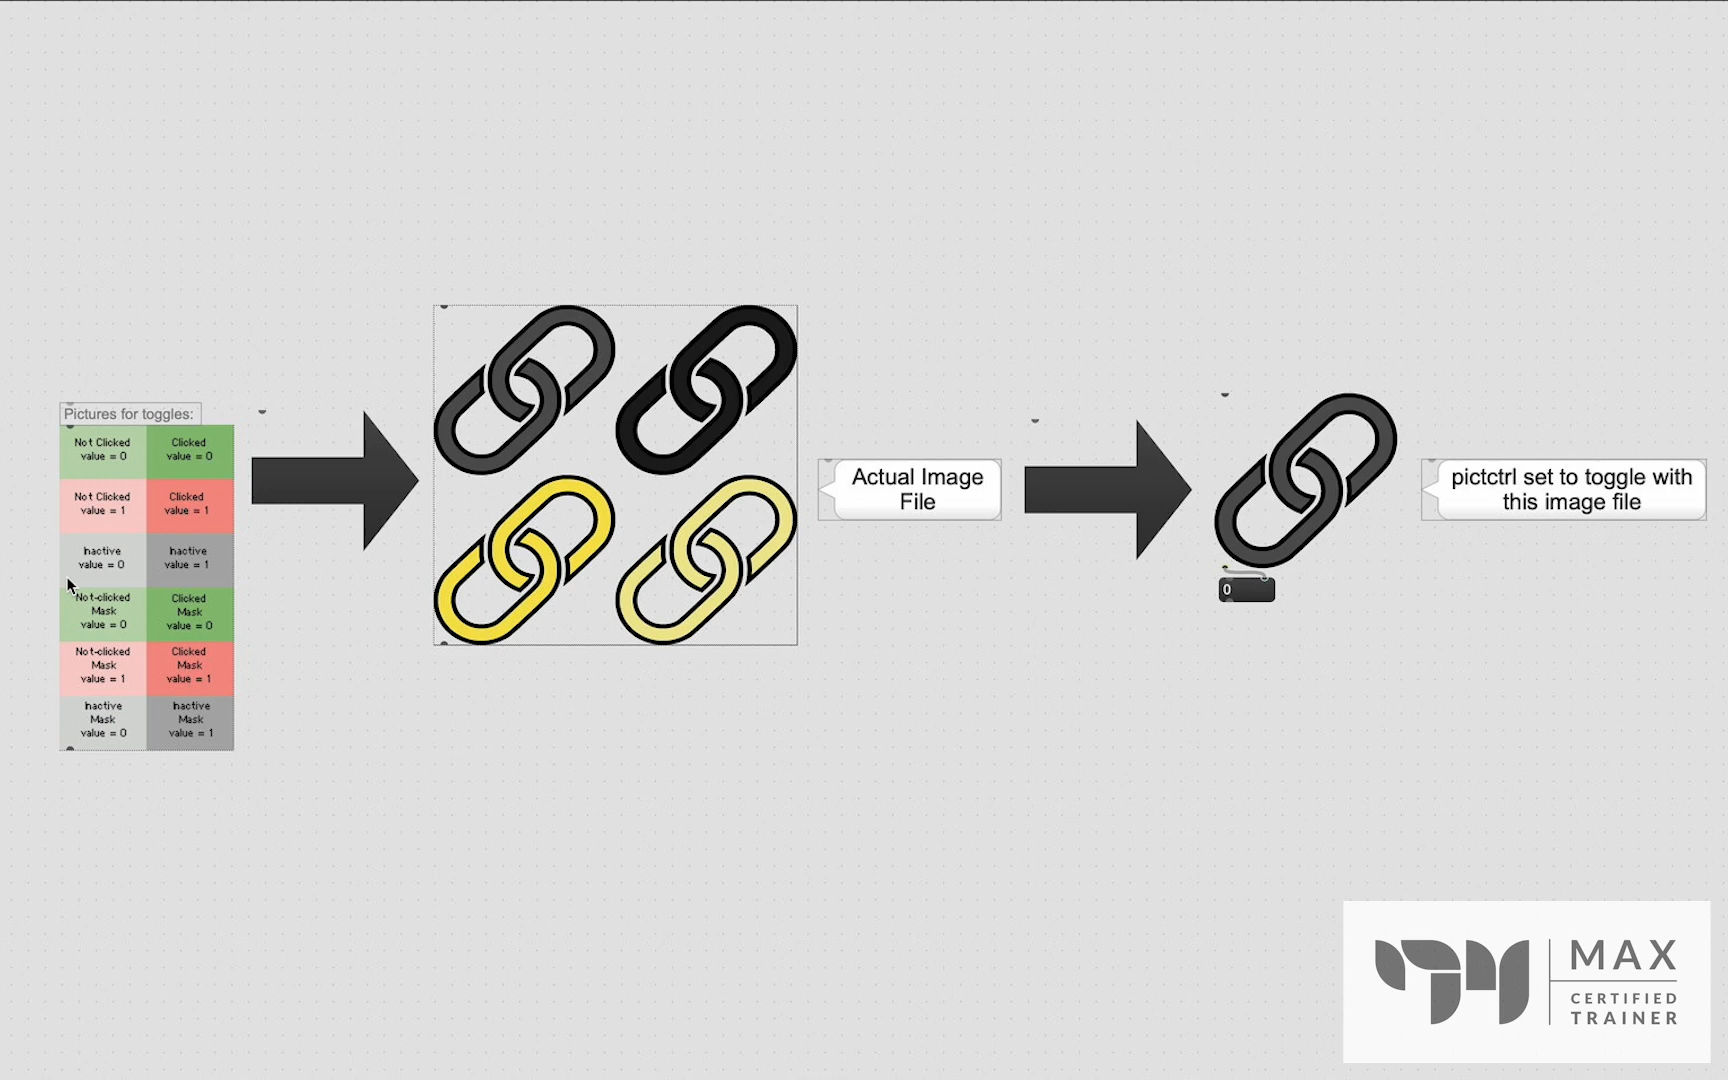 Pictures for toggles:
Not Clicked
value = 0
Clicked
value = 0
Not Clicked
value = 1
Clicked
value = 1
Inactive
value = 0
Inactive
value = 1
Not-clicked
Mask
value = 0
Clicked
Mask
value = 0
Not-clicked
Mask
value = 1
Clicked
Mask
value = 1
Inactive
Mask
value = 0
Inactive
Mask
value = 1
Actual Image
File
0
pictctrl set to toggle with
this image file
MAX
CERTIFIED
TRAINER